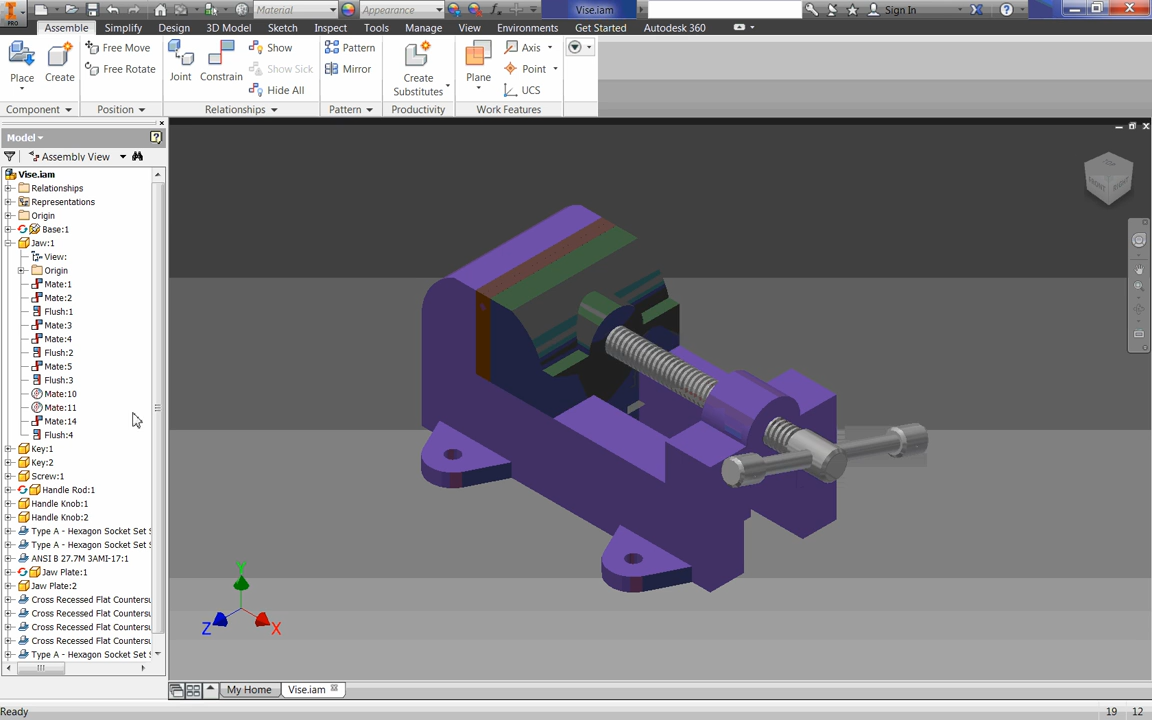 PRO
Material
Appearance
Vise.iam
Sign In
Assemble Simplify Design 3D Model Sketch Inspect Tools Manage View Environments Get Started Autodesk 360
Place
Create
Free Move
Free Rotate
Joint
Constrain
Show
Show Sick
Hide All
Pattern
Mirror
Create
Substitutes
Plane
Axis
Point
UCS
Component Position Relationships Pattern Productivity Work Features
Model
Assembly View
Vise.iam
Relationships
Representations
Origin
Base:1
Jaw:1
View:
Origin
Mate:1
Mate:2
Flush:1
Mate:3
Mate:4
Flush:2
Mate:5
Flush:3
Mate:10
Mate:11
Mate:14
Flush:4
Key:1
Key:2
Screw:1
Handle Rod:1
Handle Knob:1
Handle Knob:2
Type A - Hexagon Socket Set S
Type A - Hexagon Socket Set S
ANSI B 27.7M 3AMI-17:1
Jaw Plate:1
Jaw Plate:2
Cross Recessed Flat Countersu
Cross Recessed Flat Countersu
Cross Recessed Flat Countersu
Cross Recessed Flat Countersu
Type A - Hexagon Socket Set S
FRONT RIGHT
Y
Z X
My Home Vise.iam
Ready 19 12